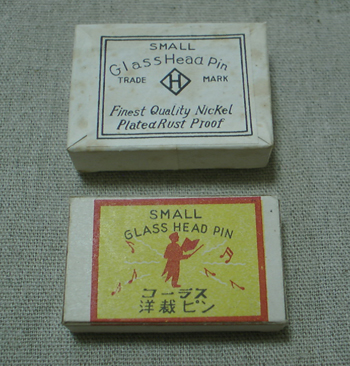 SMALL
Glass Head Pin
TRADE H MARK
Finest Quality Nickel
Plated Rust Proof
SMALL
GLASS HEAD PIN
コーラス
洋裁ピン